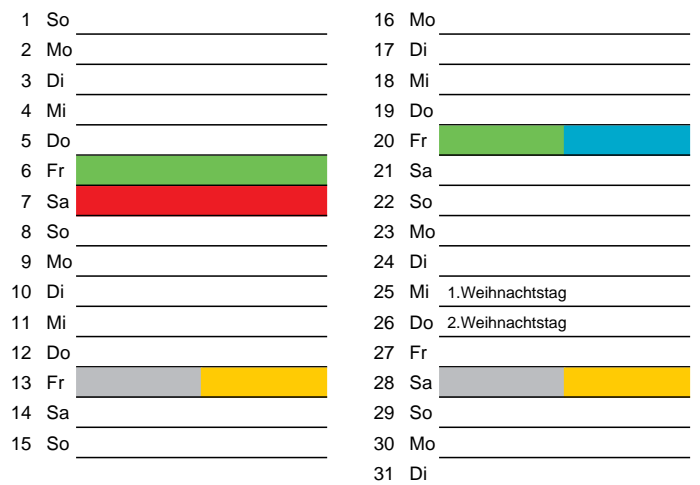 1 So
2 Mo
3 Di
4 Mi
5 Do
6 Fr
7 Sa
8 So
9 Mo
10 Di
11 Mi
12 Do
13 Fr
14 Sa
15 So
16 Mo
17 Di
18 Mi
19 Do
20 Fr
21 Sa
22 So
23 Mo
24 Di
25 Mi 1.Weihnachtstag
26 Do 2.Weihnachtstag
27 Fr
28 Sa
29 So
30 Mo
31 Di